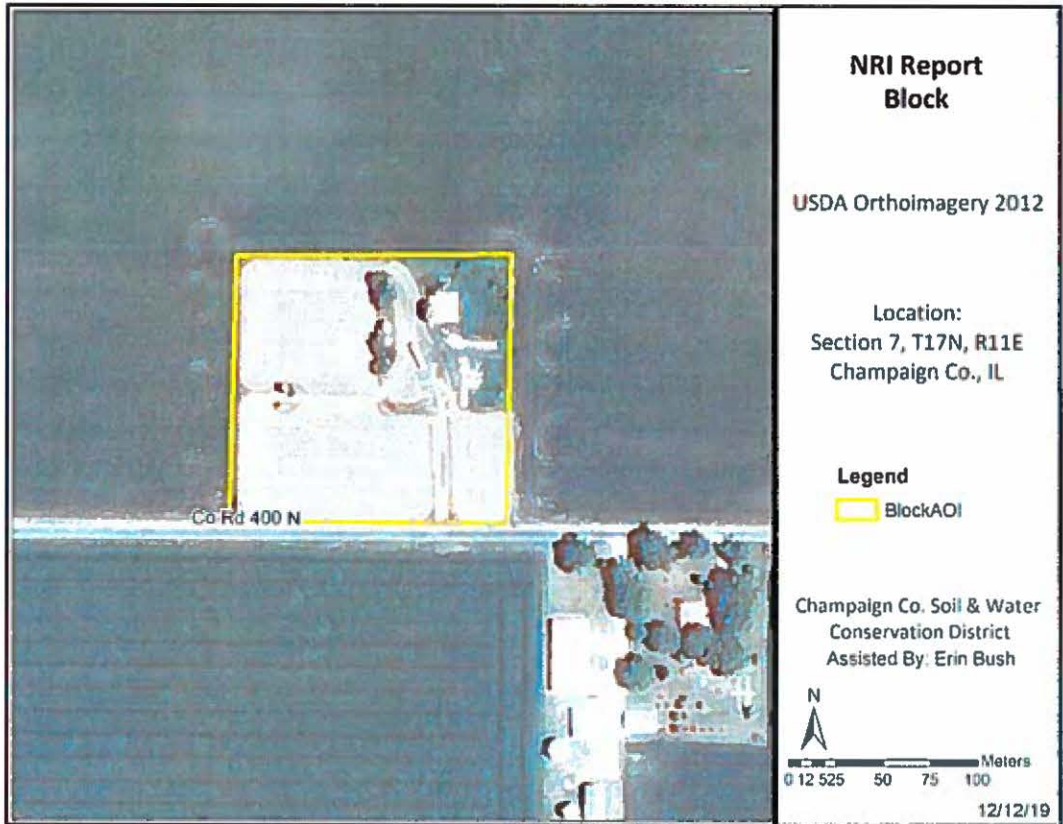 NRI Report
Block
USDA Orthoimagery 2012
Location:
Section 7, T17N, R11E
Champaign Co., IL
Legend
BlockAOI
Champaign Co. Soil & Water
Conservation District
Assisted By: Erin Bush
N
Meters
0 12 525 50 75 100
12/12/19
Co Rd 400 N